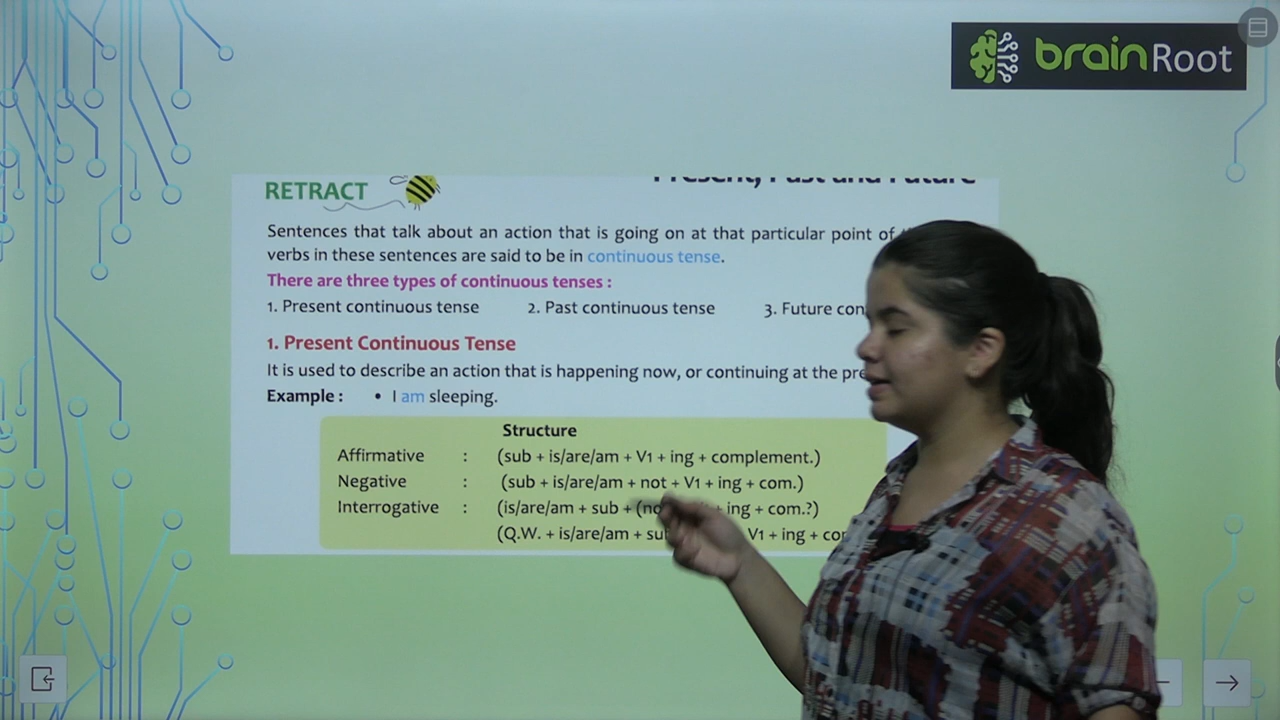 brainRoot
Present, Past and Future
RETRACT
Sentences that talk about an action that is going on at that particular point of
verbs in these sentences are said to be in continuous tense.
There are three types of continuous tenses :
1. Present continuous tense 2. Past continuous tense 3. Future
1. Present Continuous Tense
It is used to describe an action that is happening now, or continuing at the
Example : • I am sleeping.
Structure
Affirmative : (sub + is/are/am + V1 + ing + complement.)
Negative : (sub + is/are/am + not + V1 + ing + com.)
Interrogative : (is/are/am + sub + ing + com.?)
(Q.W. + is/are/am + V1 + ing +